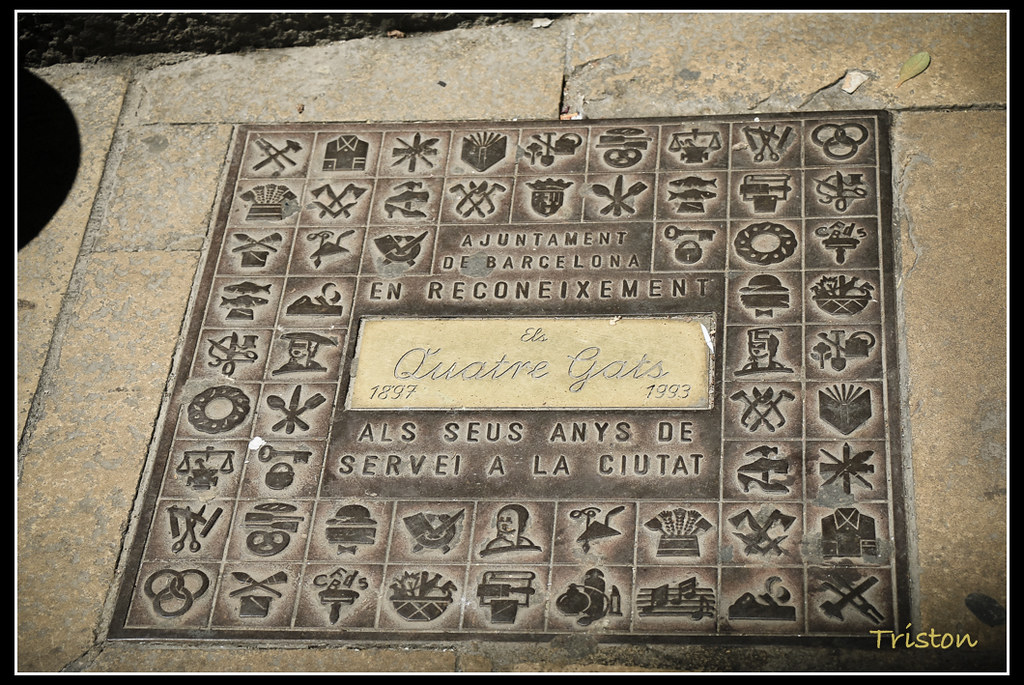 AJUNTAMENT
DE BARCELONA
EN RECONEIXEMENT
Els
Quatre Gats
1897 1993
ALS SEUS ANYS DE
SERVEI A LA CIUTAT
Triston